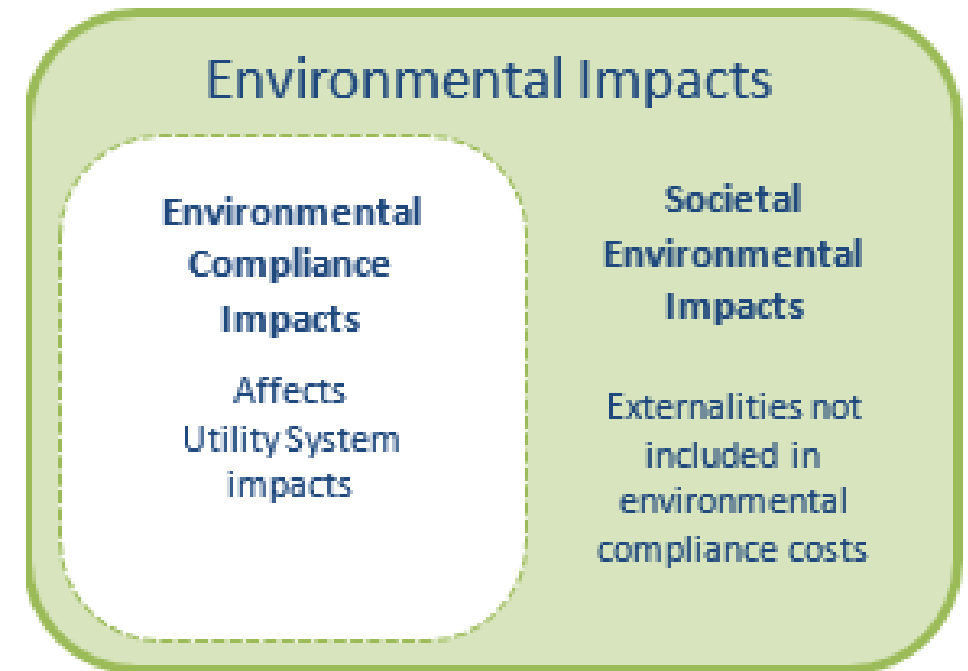 Environmental Impacts
Environmental
Compliance
Impacts
Affects
Utility System
impacts
Societal
Environmental
Impacts
Externalities not
included in
environmental
compliance costs